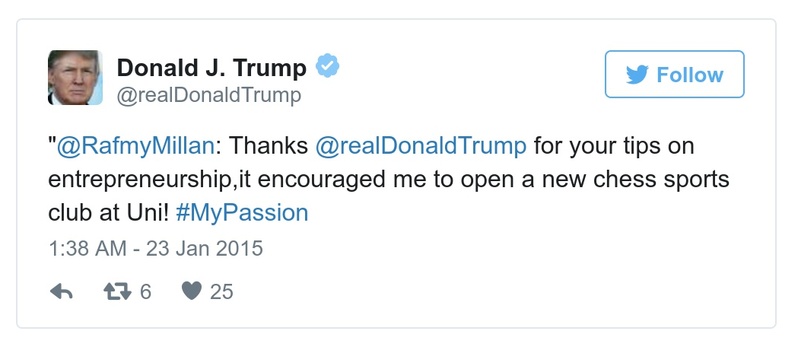 Donald J. Trump
@realDonaldTrump
Follow
"@RafmyMillan: Thanks @realDonaldTrump for your tips on
entrepreneurship,it encouraged me to open a new chess sports
club at Uni! #MyPassion
1:38 AM - 23 Jan 2015
6 25